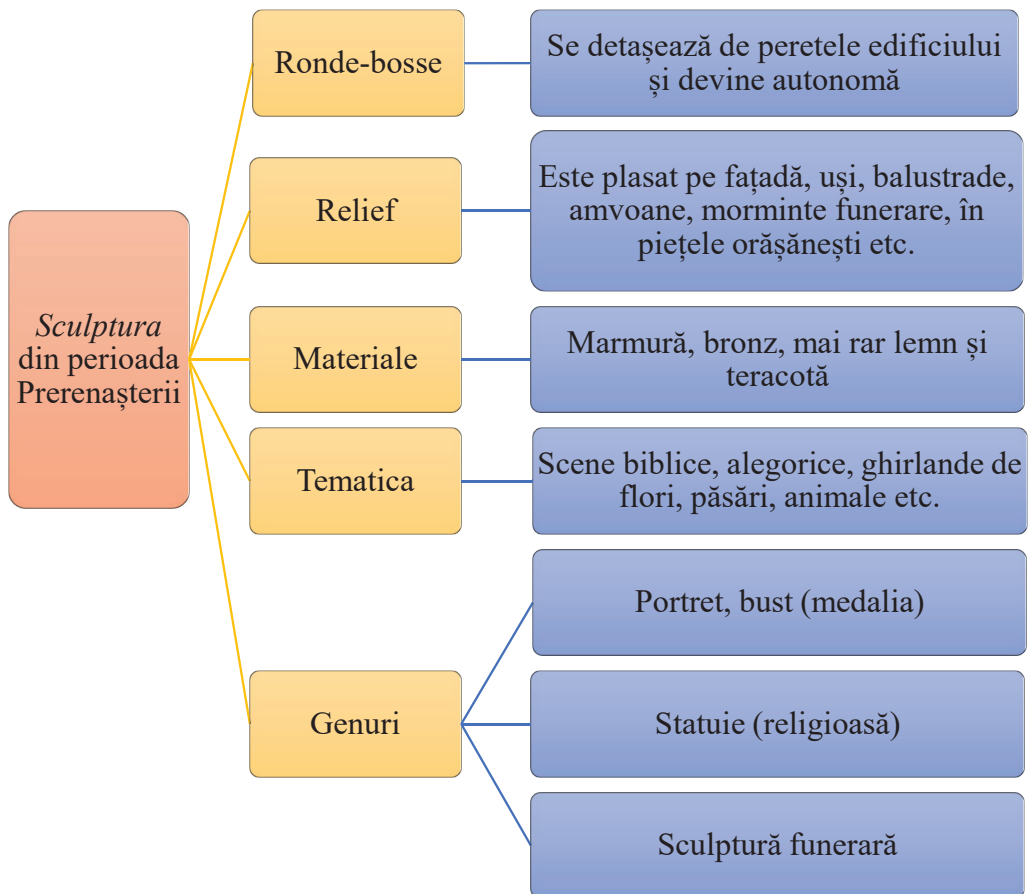 Sculptura
din perioada
Prerenașterii
Ronde-bosse
Se detașează de peretele edificiului
și devine autonomă
Relief
Este plasat pe fațadă, uși, balustrade,
amvoane, morminte funerare, în
piețele orășănești etc.
Materiale
Marmură, bronz, mai rar lemn și
teracotă
Tematica
Scene biblice, alegorice, ghirlande de
flori, păsări, animale etc.
Genuri
Portret, bust (medalia)
Statuie (religioasă)
Sculptură funerară